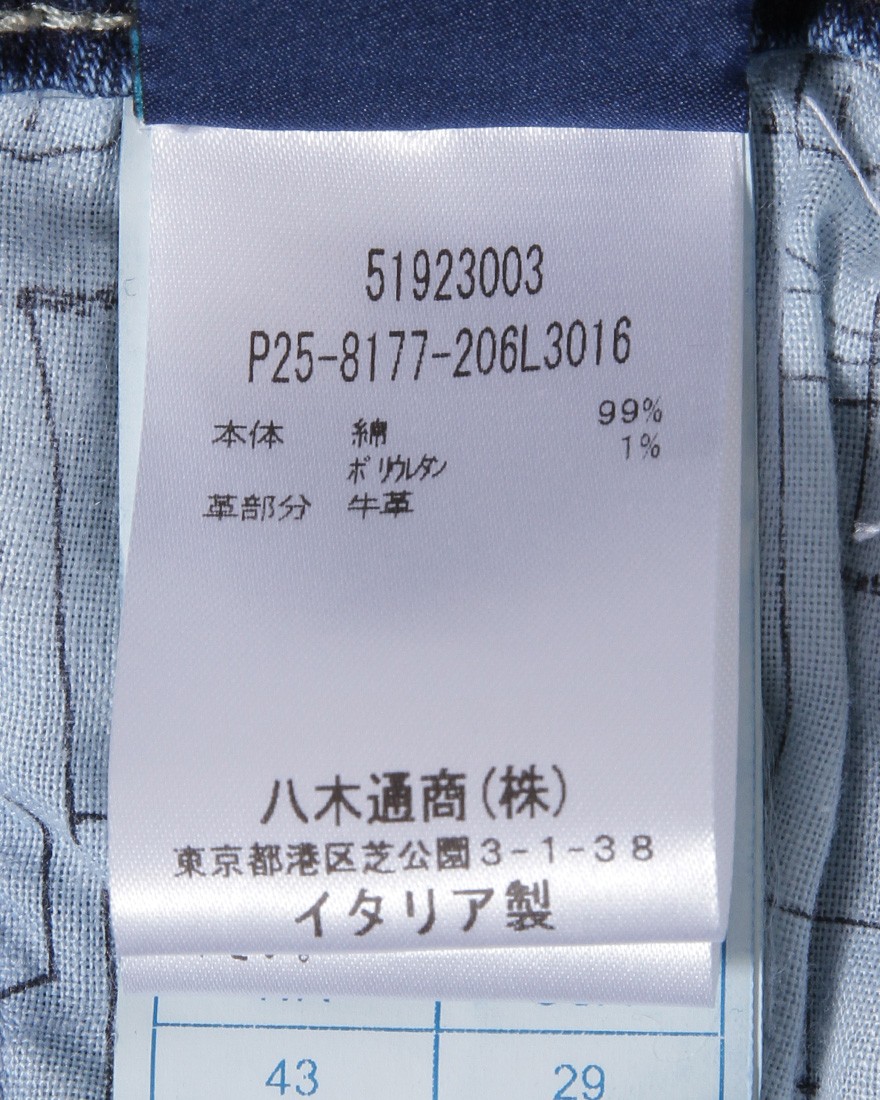 51923003
P25-8177-206L3016
本体 綿 99%
ポリウレタン 1%
革部分 牛革
八木通商(株)
東京都港区芝公園3-1-38
イタリア製
43 29